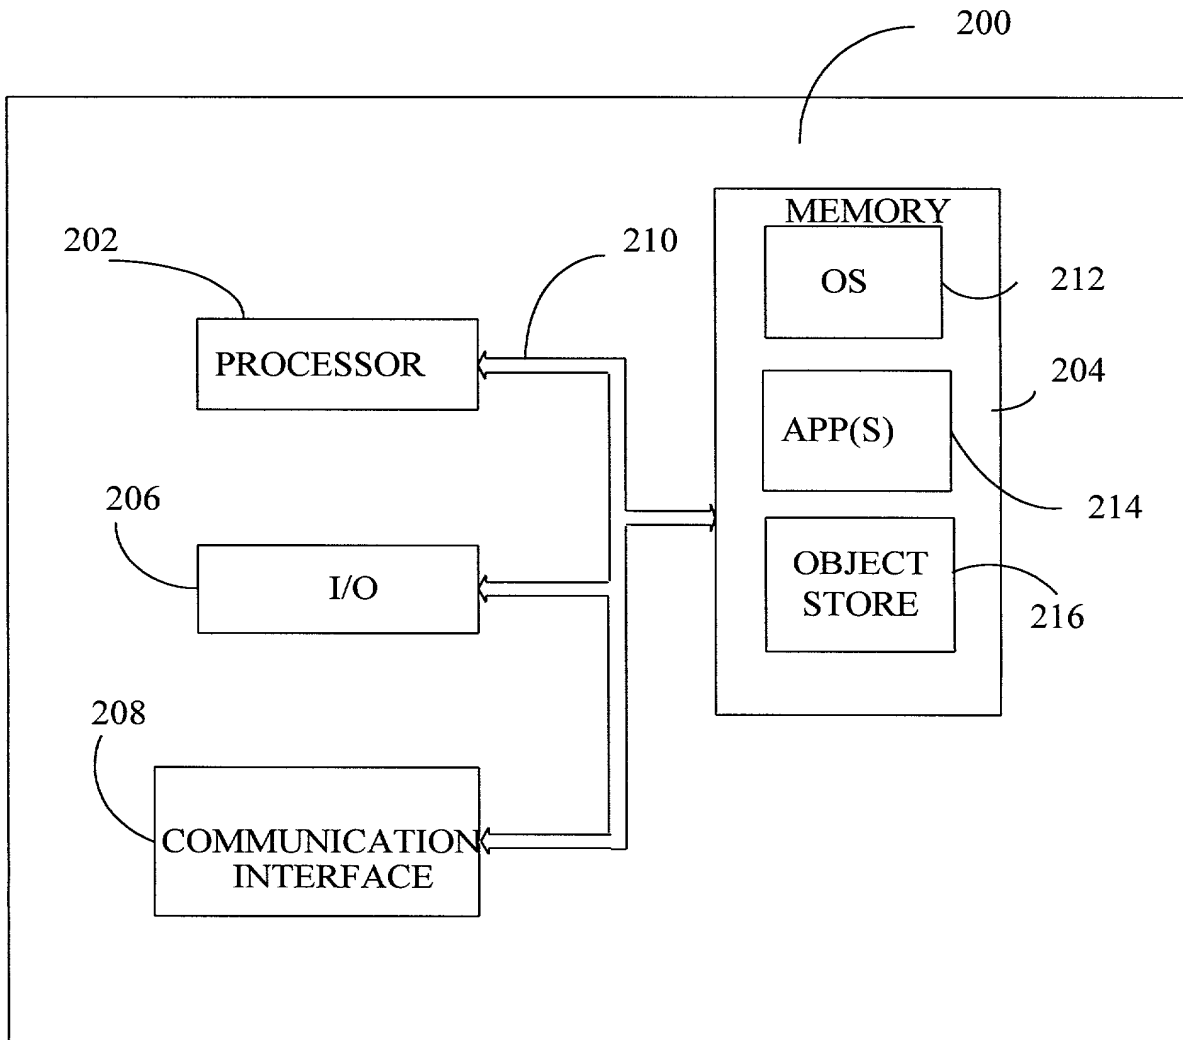 200
MEMORY
202
210
OS
212
PROCESSOR
204
APP(S)
206
214
I/O
OBJECT
STORE
216
208
COMMUNICATION
INTERFACE